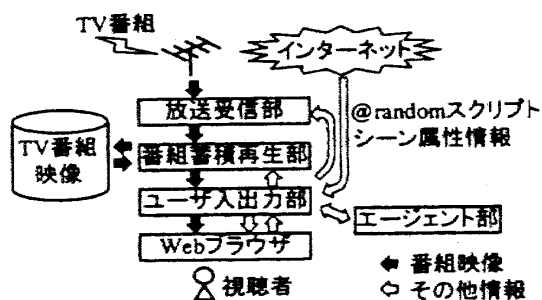 TV番組
インターネット
放送受信部
@randomスクリプト
シーン属性情報
TV番組
映像
番組蓄積再生部
ユーザ入出力部
エージェント部
Webブラウザ
視聴者
番組映像
その他情報